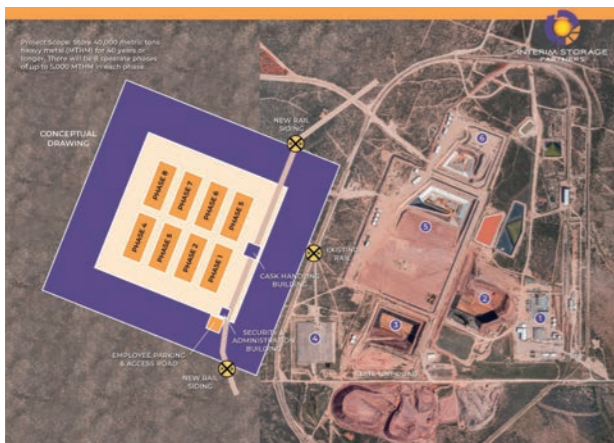 Project Scope: Store 40,000 metric tons
heavy metal (MTHM) for 40 years or
longer. There will be 8 speerate phases
of up to 5,000 MTHM in each phase
INTERIM STORAGE
PARTNERS
CONCEPTUAL
DRAWING
NEW RAIL
SIDING
PHASE 8
PHASE 7
PHASE 6
PHASE 5
PHASE 4
PHASE 5
PHASE 2
PHASE 1
EXISTING
RAIL
CASK HANDLING
BUILDING
SECURITY &
ADMINISTRATION
BUILDING
EMPLOYEE PARKING
& ACCESS ROAD
NEW RAIL
SIDING
6
5
2
1
3
4